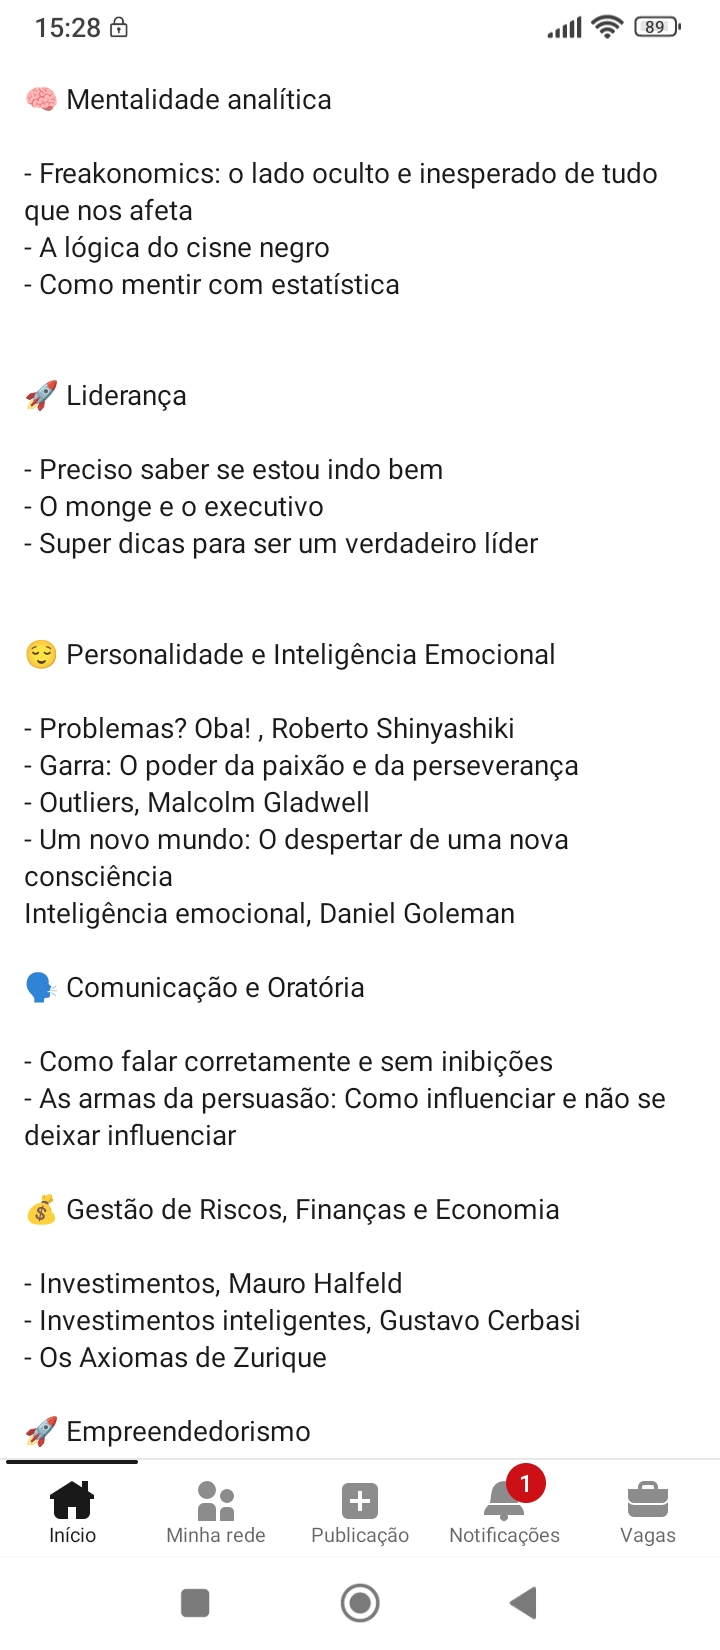 15:28
89
🧠 Mentalidade analítica
- Freakonomics: o lado oculto e inesperado de tudo
que nos afeta
- A lógica do cisne negro
- Como mentir com estatística
🚀 Liderança
- Preciso saber se estou indo bem
- O monge e o executivo
- Super dicas para ser um verdadeiro líder
😌 Personalidade e Inteligência Emocional
- Problemas? Oba! , Roberto Shinyashiki
- Garra: O poder da paixão e da perseverança
- Outliers, Malcolm Gladwell
- Um novo mundo: O despertar de uma nova
consciência
Inteligência emocional, Daniel Goleman
🗣️ Comunicação e Oratória
- Como falar corretamente e sem inibições
- As armas da persuasão: Como influenciar e não se
deixar influenciar
💰 Gestão de Riscos, Finanças e Economia
- Investimentos, Mauro Halfeld
- Investimentos inteligentes, Gustavo Cerbasi
- Os Axiomas de Zurique
🚀 Empreendedorismo
1
Início
Minha rede
Publicação
Notificações
Vagas